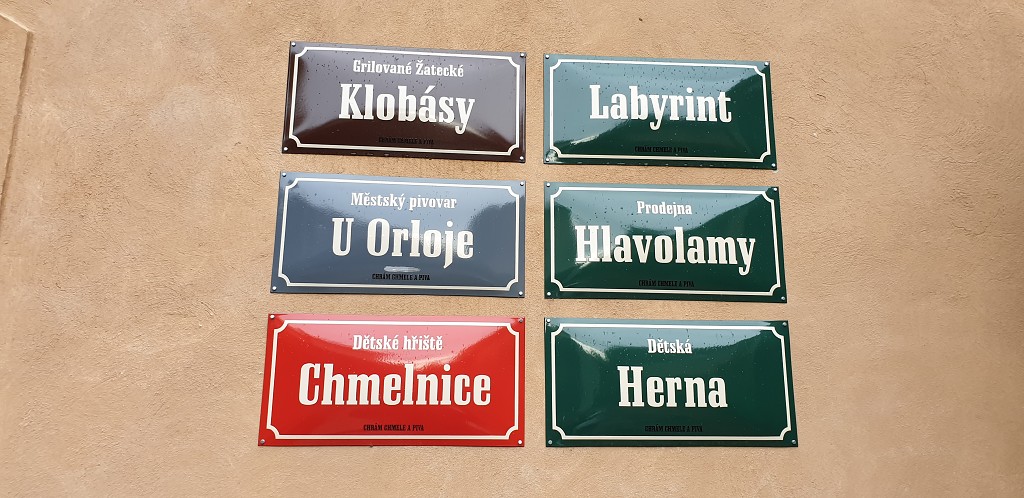 Grilované Žatecké
Klobásy
CHRÁM CHMELE A PIVA
Labyrint
CHRÁM CHMELE A PIVA
Městský pivovar
U Orloje
CHRÁM CHMELE A PIVA
Prodejna
Hlavolamy
CHRÁM CHMELE A PIVA
Dětské hřiště
Chmelnice
CHRÁM CHMELE A PIVA
Dětská
Herna
CHRÁM CHMELE A PIVA